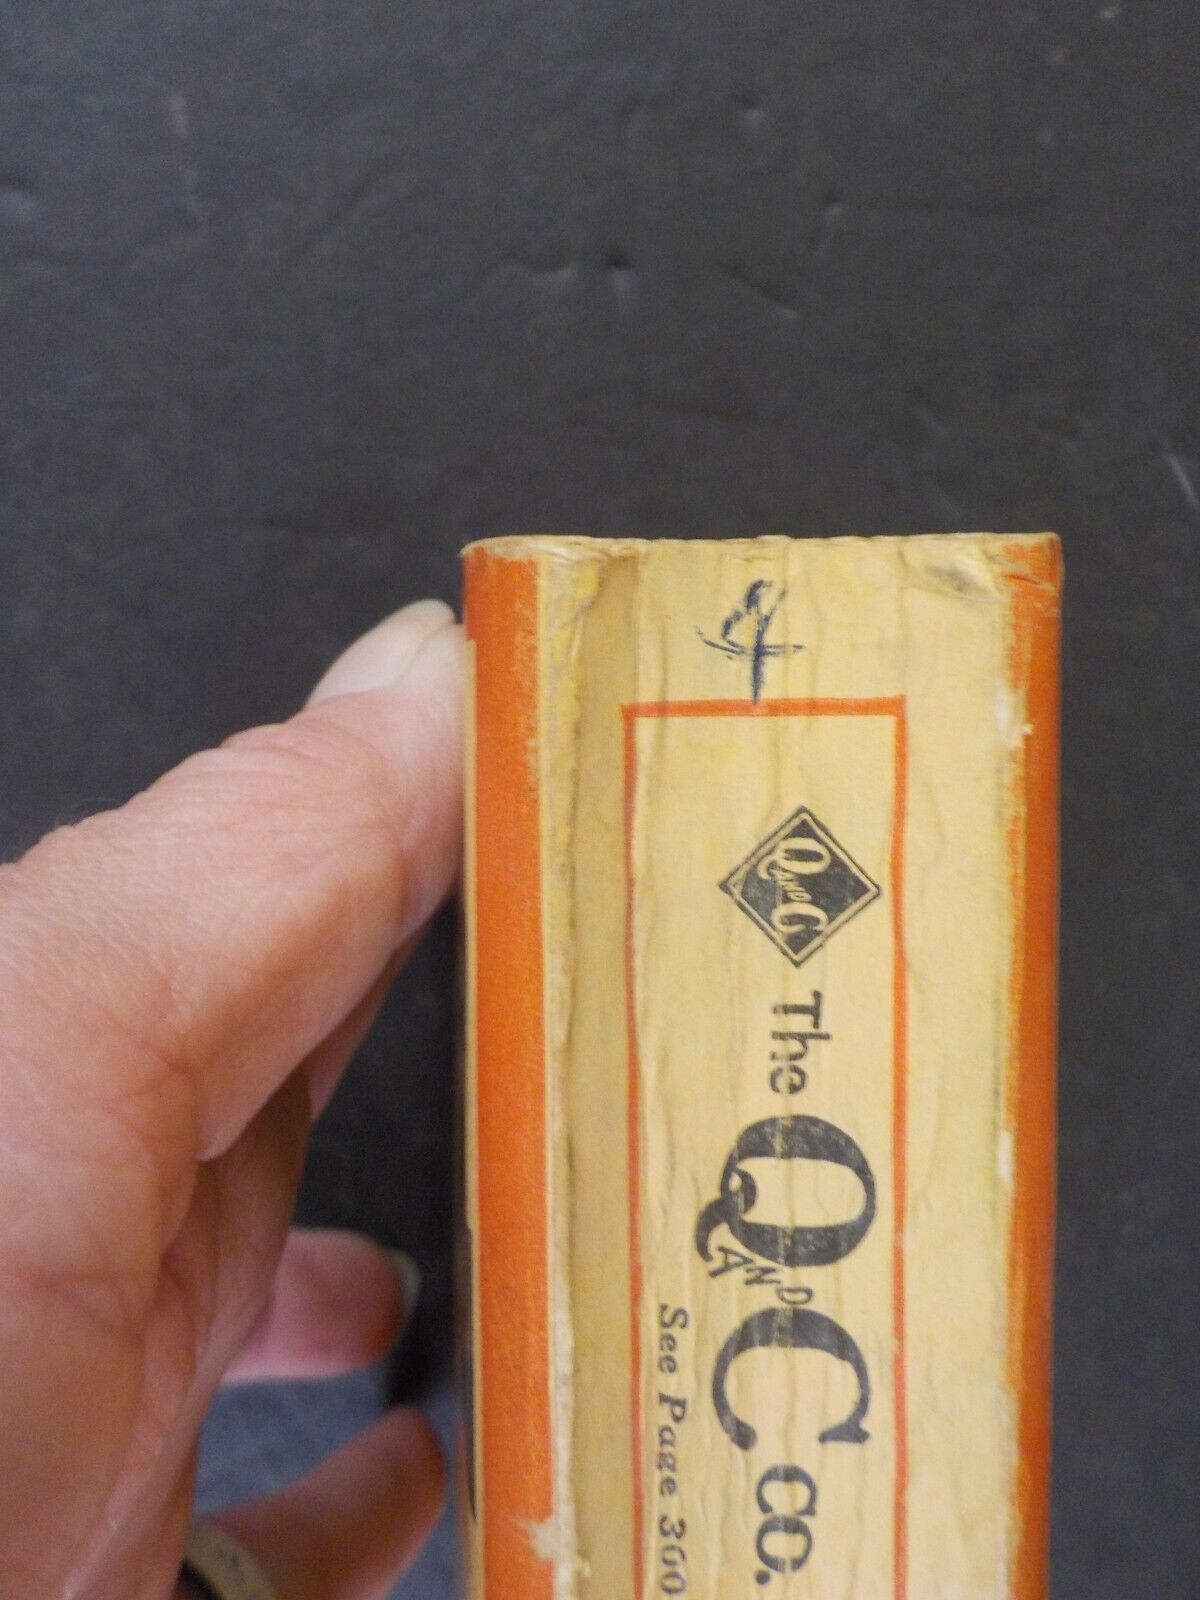 4
Q AND C
The Q AND C CO.
See Page 300